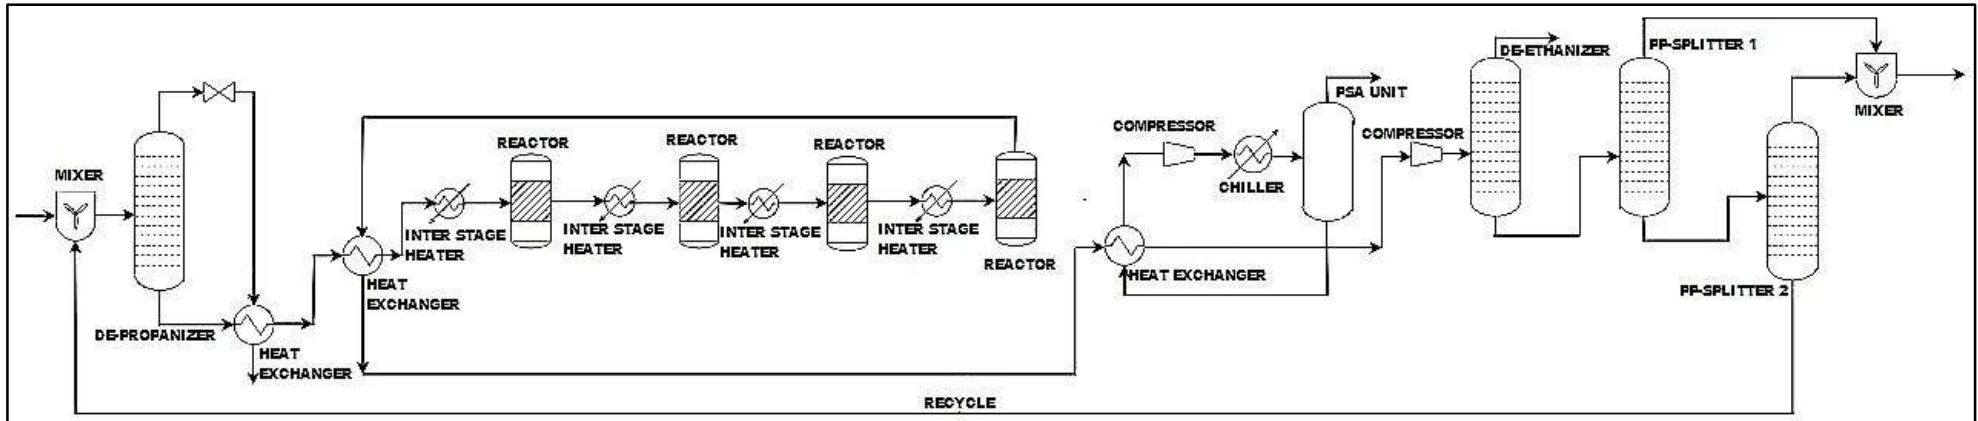 MIXER
DE-PROPANIZER
HEAT
EXCHANGER
HEAT
EXCHANGER
INTER STAGE
HEATER
REACTOR
INTER STAGE
HEATER
REACTOR
INTER STAGE
HEATER
REACTOR
INTER STAGE
HEATER
REACTOR
RECYCLE
HEAT EXCHANGER
COMPRESSOR
CHILLER
PSA UNIT
COMPRESSOR
DE-ETHANIZER
PP-SPLITTER 1
PP-SPLITTER 2
MIXER